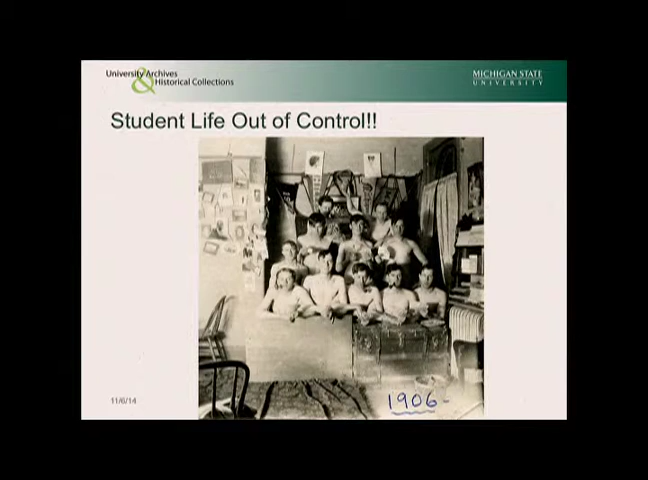 University Archives
& Historical Collections
MICHIGAN STATE
UNIVERSITY
Student Life Out of Control!!
1906-
11/6/14